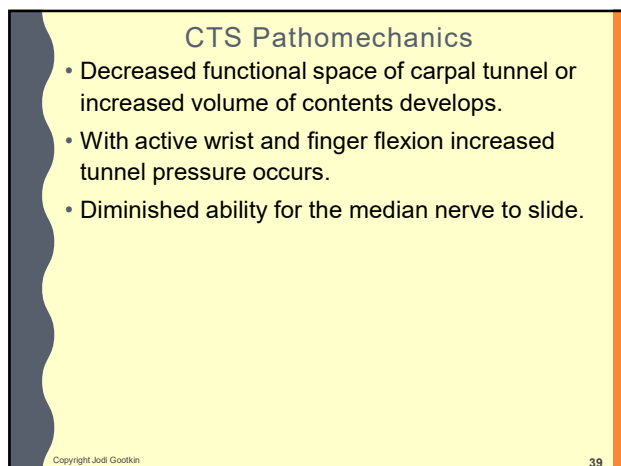 CTS Pathomechanics
• Decreased functional space of carpal tunnel or
increased volume of contents develops.
• With active wrist and finger flexion increased
tunnel pressure occurs.
• Diminished ability for the median nerve to slide.
Copyright Jodi Gootkin
39